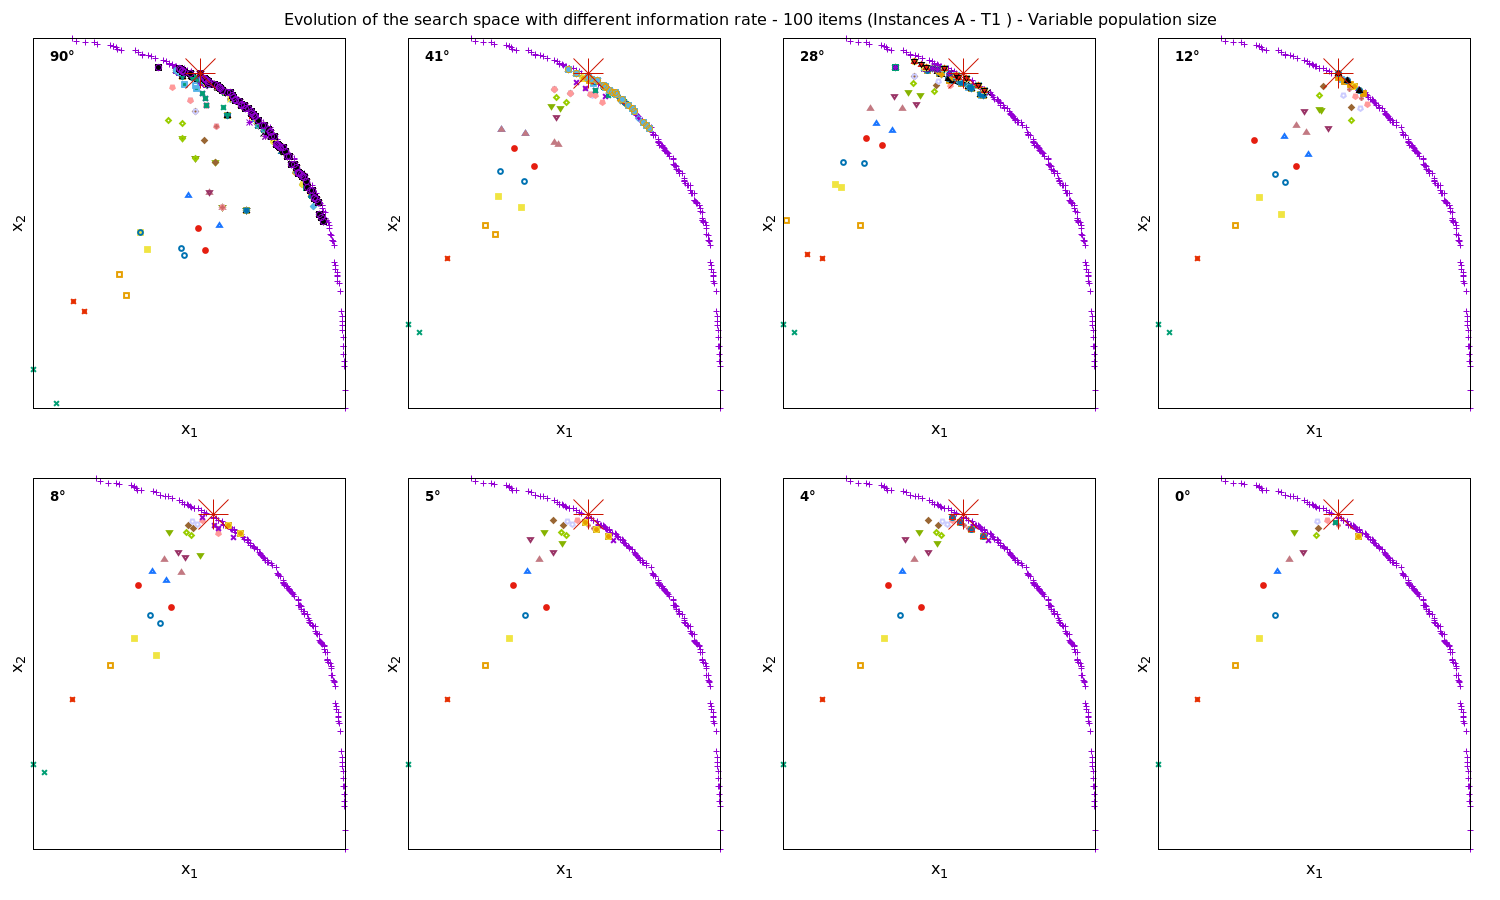 Evolution of the search space with different information rate - 100 items (Instances A - T1 ) - Variable population size
90°
41°
28°
12°
x2
x2
x2
x2
x1
x1
x1
x1
8°
5°
4°
0°
x2
x2
x2
x2
x1
x1
x1
x1